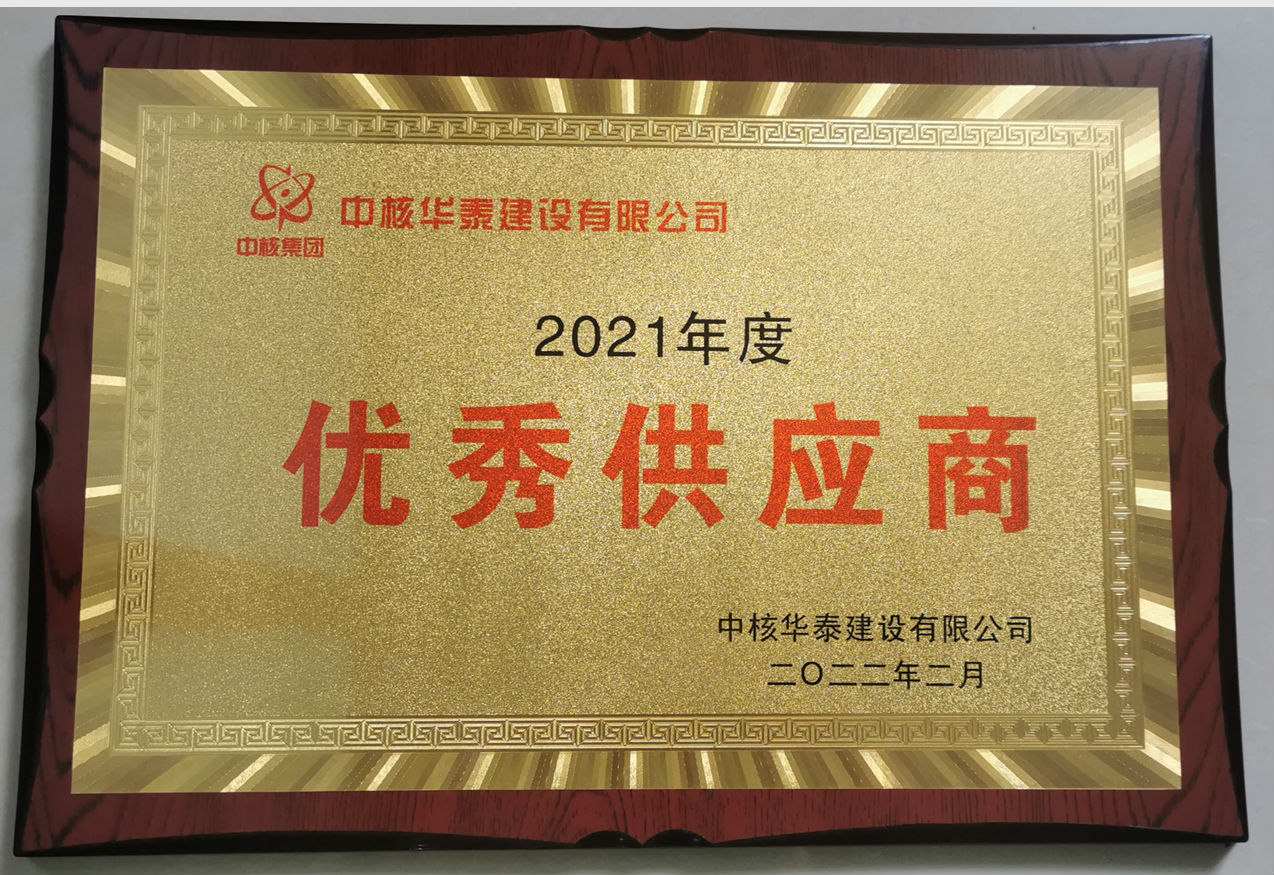 中核集团
中核华泰建设有限公司
2021年度
优秀供应商
中核华泰建设有限公司
二〇二二年二月